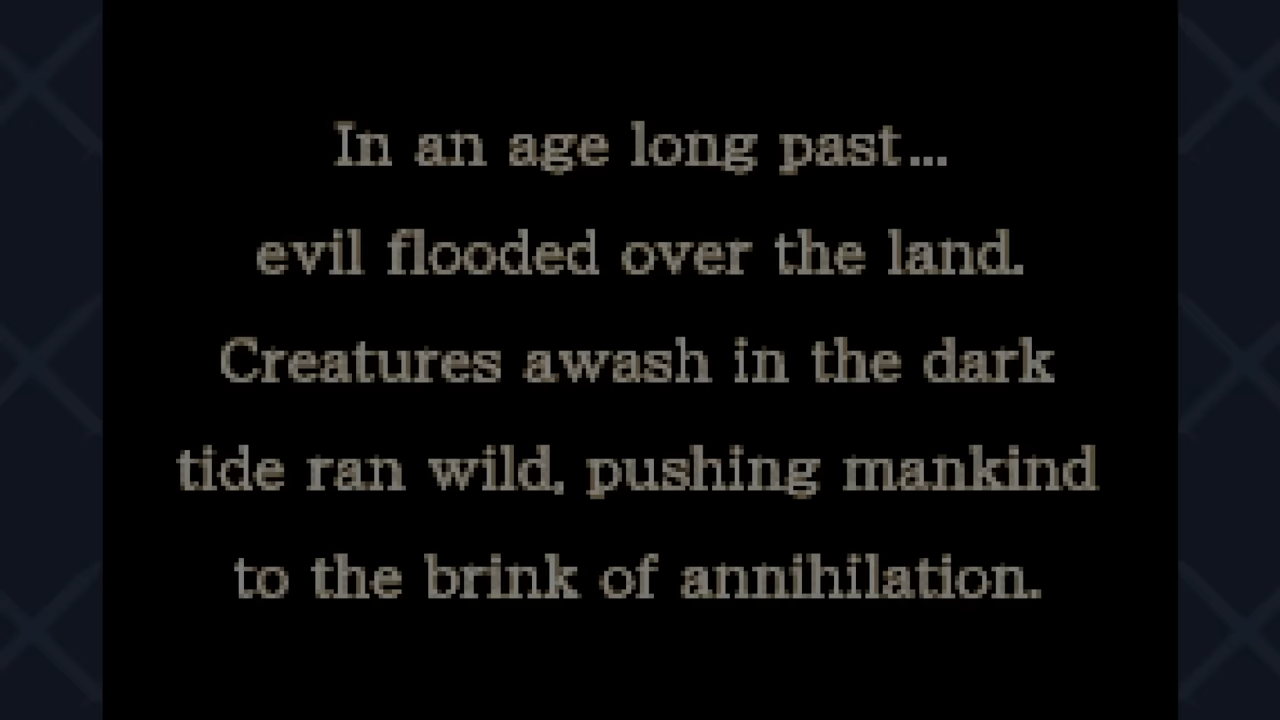 In an age long past...
evil flooded over the land.
Creatures awash in the dark
tide ran wild, pushing mankind
to the brink of annihilation.